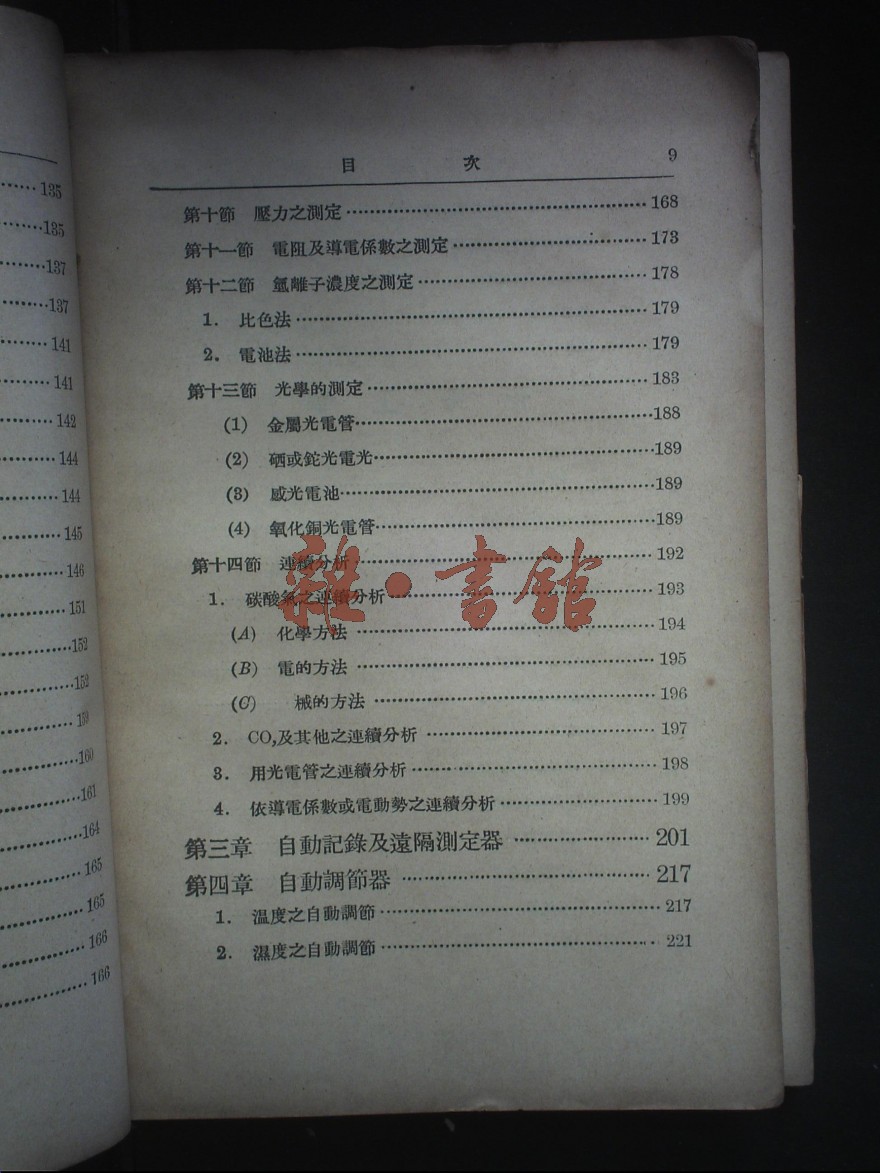 135
135
137
137
141
141
142
144
144
145
146
151
152
152
159
160
161
164
165
165
166
166
目 次 9
第十節 壓力之測定 168
第十一節 電阻及導電係數之測定 173
第十二節 氫離子濃度之測定 178
1. 比色法 179
2. 電池法 179
第十三節 光學的測定 183
(1) 金屬光電管 188
(2) 硒或鉈光電光 189
(3) 感光電池 189
(4) 氧化銅光電管 189
第十四節 連續分析 192
1. 碳酸氣之連續分析 193
(A) 化學方法 194
(B) 電的方法 195
(C) 械的方法 196
2. CO,及其他之連續分析 197
3. 用光電管之連續分析 198
4. 依導電係數或電動勢之連續分析 199
第三章 自動記錄及遠隔測定器 201
第四章 自動調節器 217
1. 溫度之自動調節 217
2. 濕度之自動調節 221
雜·書館